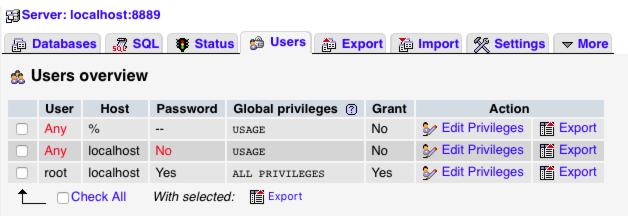 Server: localhost:8889
Databases SQL Status Users Export Import Settings More
Users overview
User Host Password Global privileges Grant Action
Any % -- USAGE No Edit Privileges Export
Any localhost No USAGE No Edit Privileges Export
root localhost Yes ALL PRIVILEGES Yes Edit Privileges Export
Check All With selected: Export